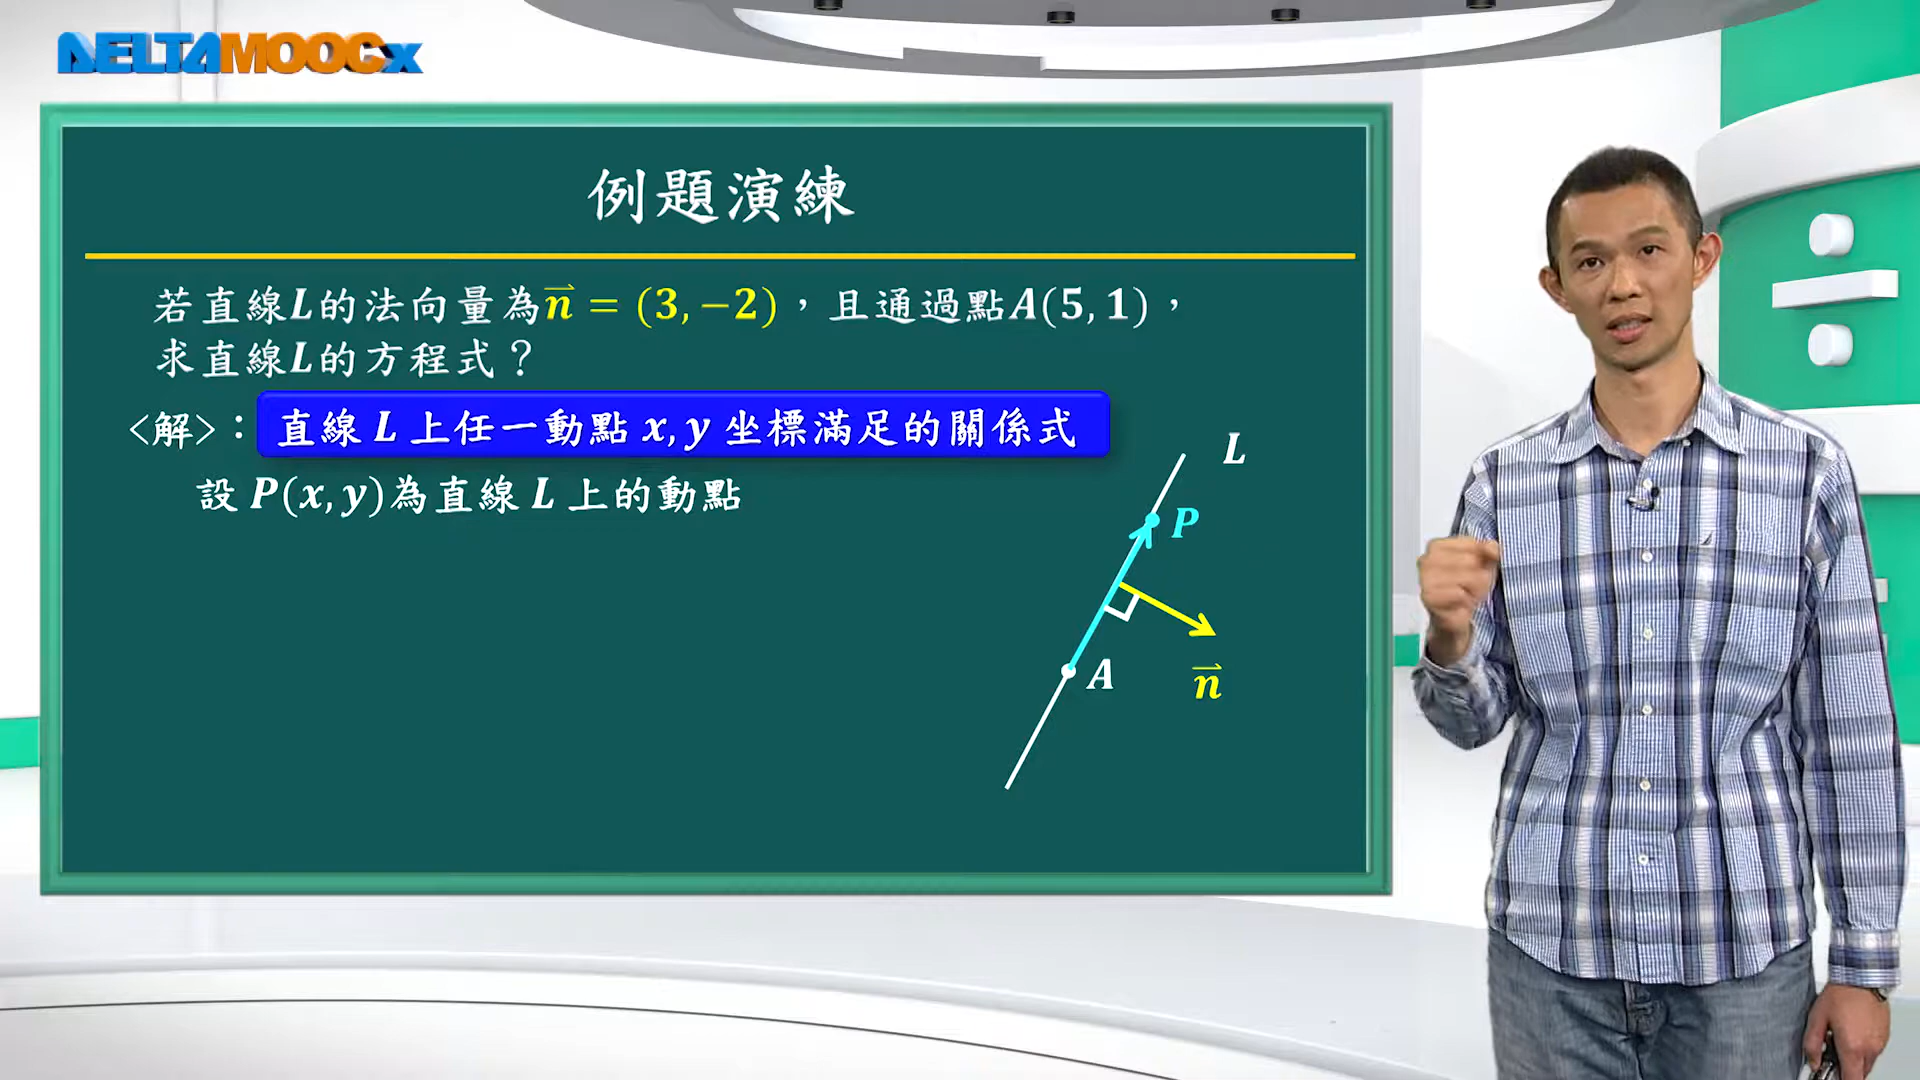 DELTAMOOCx
例題演練
若直線L的法向量為n⃗ = (3, −2)，且通過點A(5, 1)，
求直線L的方程式？
<解>：直線 L 上任一動點 x, y 坐標滿足的關係式
設 P(x, y)為直線 L 上的動點
L
P
A
n⃗